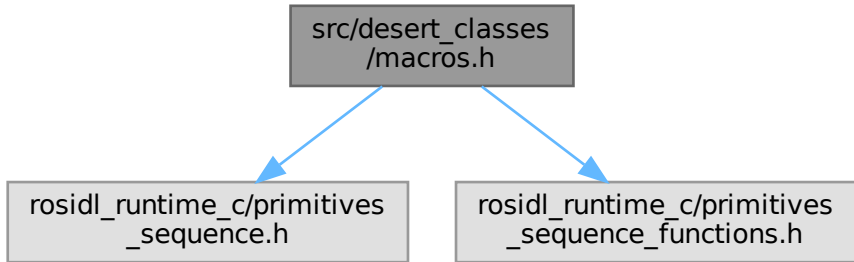 src/desert_classes
/macros.h
rosidl_runtime_c/primitives
_sequence.h
rosidl_runtime_c/primitives
_sequence_functions.h